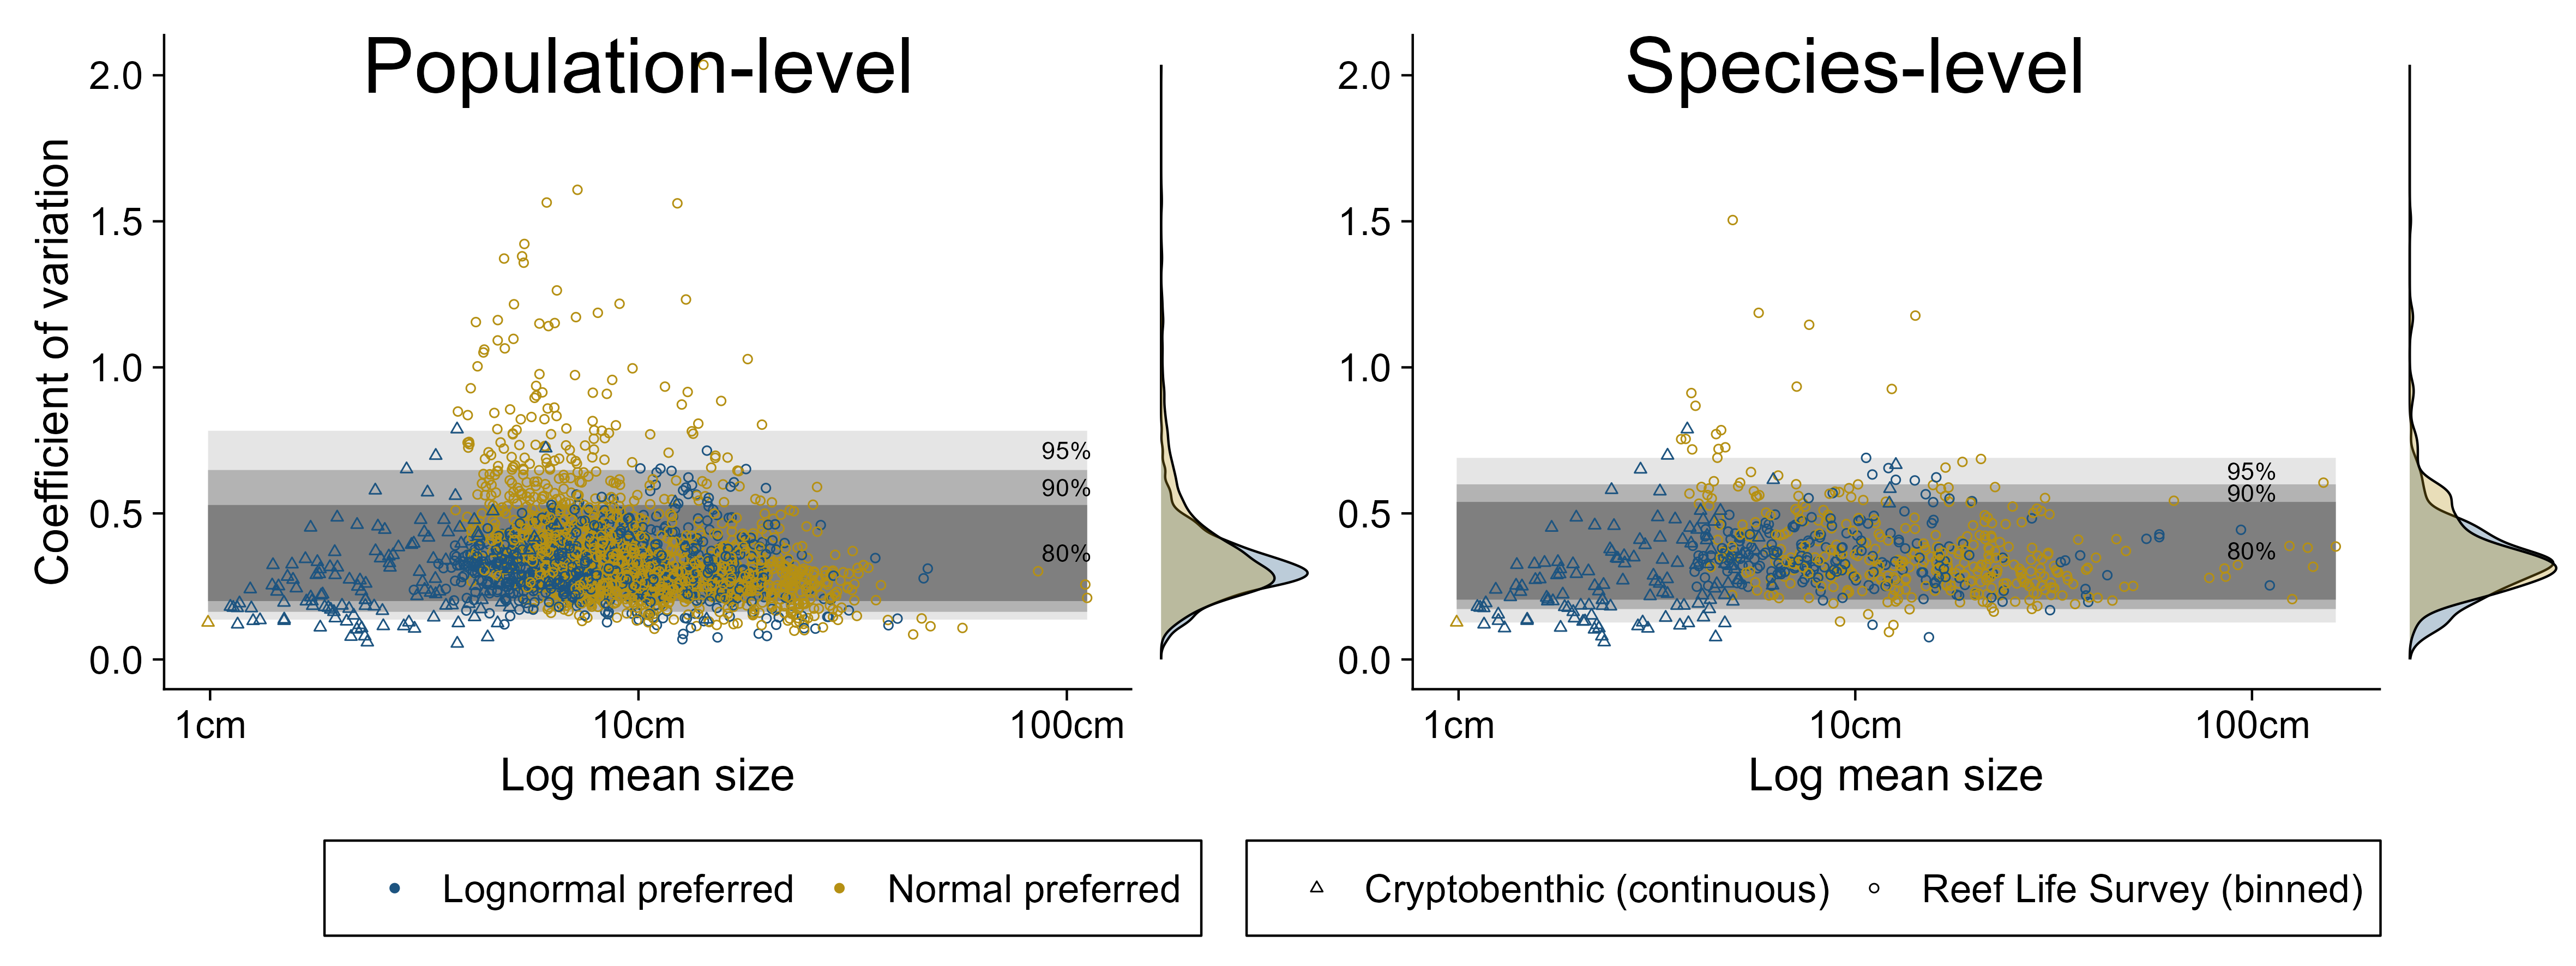 Population-level
Species-level
Coefficient of variation
2.0
1.5
1.0
0.5
0.0
95%
90%
80%
1cm
10cm
100cm
Log mean size
2.0
1.5
1.0
0.5
0.0
95%
90%
80%
1cm
10cm
100cm
Log mean size
Lognormal preferred
Normal preferred
Cryptobenthic (continuous)
Reef Life Survey (binned)